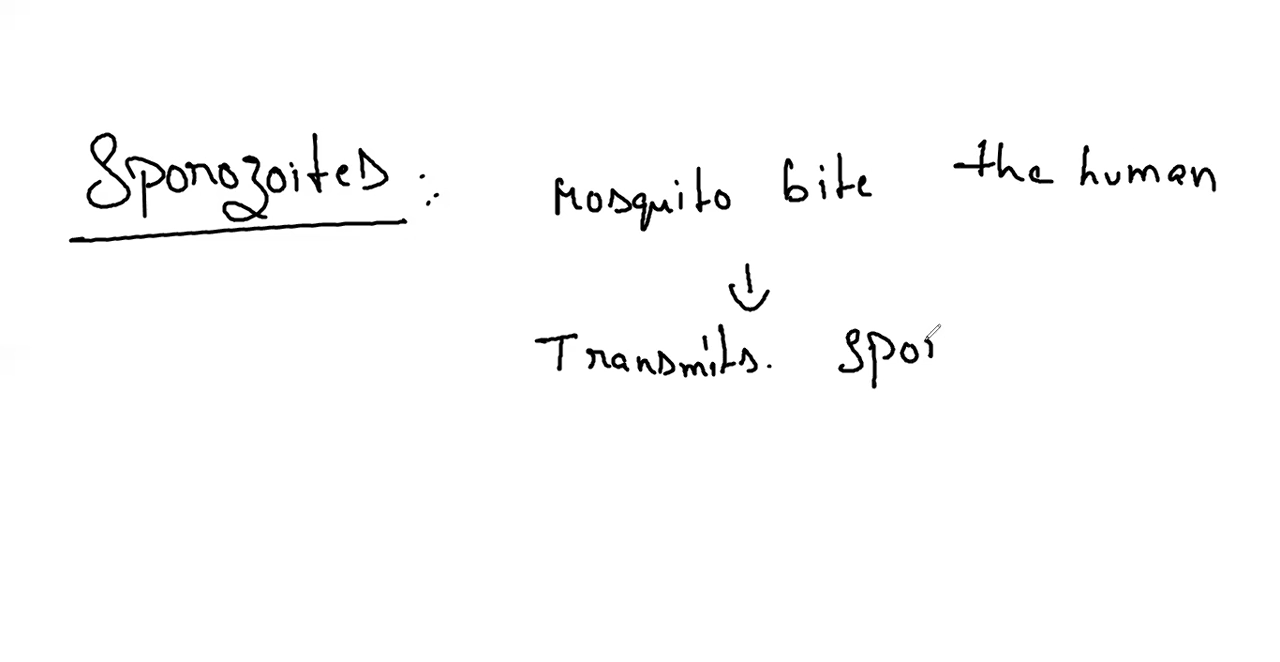 Sporozoites : Mosquito bite the human
↓
Transmits. Spor